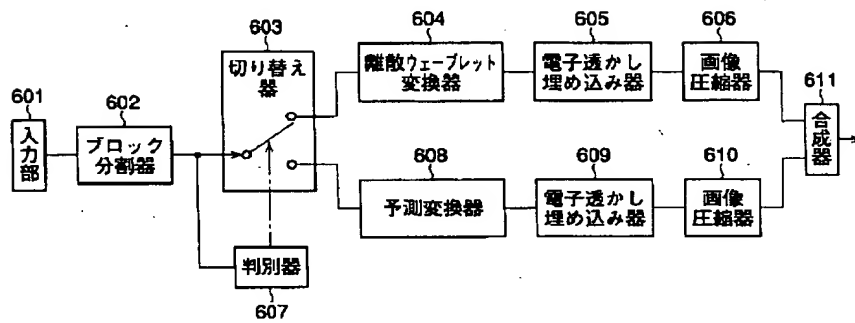 601
入力部
602
ブロック
分割器
603
切り替え
器
604
離散ウェーブレット
変換器
605
電子透かし
埋め込み器
606
画像
圧縮器
607
判別器
608
予測変換器
609
電子透かし
埋め込み器
610
画像
圧縮器
611
合成器